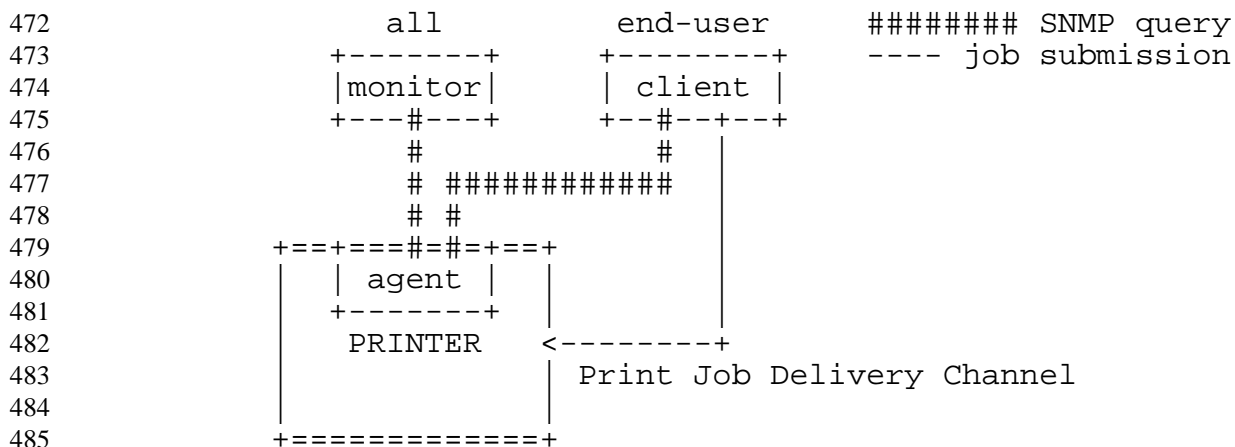 472                  all            end-user      ######## SNMP query
473               +-------+       +--------+     ---- job submission
474               |monitor|       | client |
475               +---#---+       +--#--+--+
476                   #              #  |
477                   # ############    |
478                   # #               |
479            +==+===#=#=+==+          |
480            |  | agent |  |          |
481            |  +-------+  |          |
482            |   PRINTER   <--------+
483            |             | Print Job Delivery Channel
484            |             |
485            +=============+